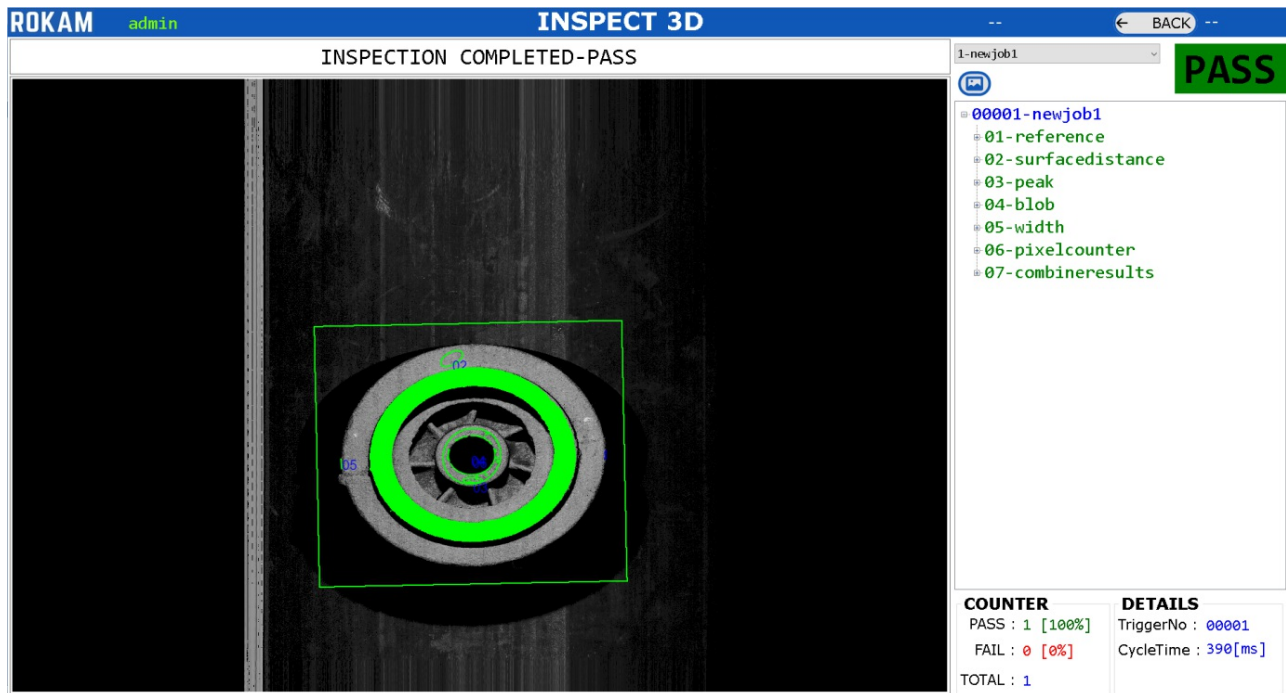 ROKAM admin INSPECT 3D -- ← BACK --
INSPECTION COMPLETED-PASS
1-newjob1
PASS
00001-newjob1
01-reference
02-surfacedistance
03-peak
04-blob
05-width
06-pixelcounter
07-combineresults
02
05
04
03
COUNTER
PASS : 1 [100%]
FAIL : 0 [0%]
TOTAL : 1
DETAILS
TriggerNo : 00001
CycleTime : 390[ms]